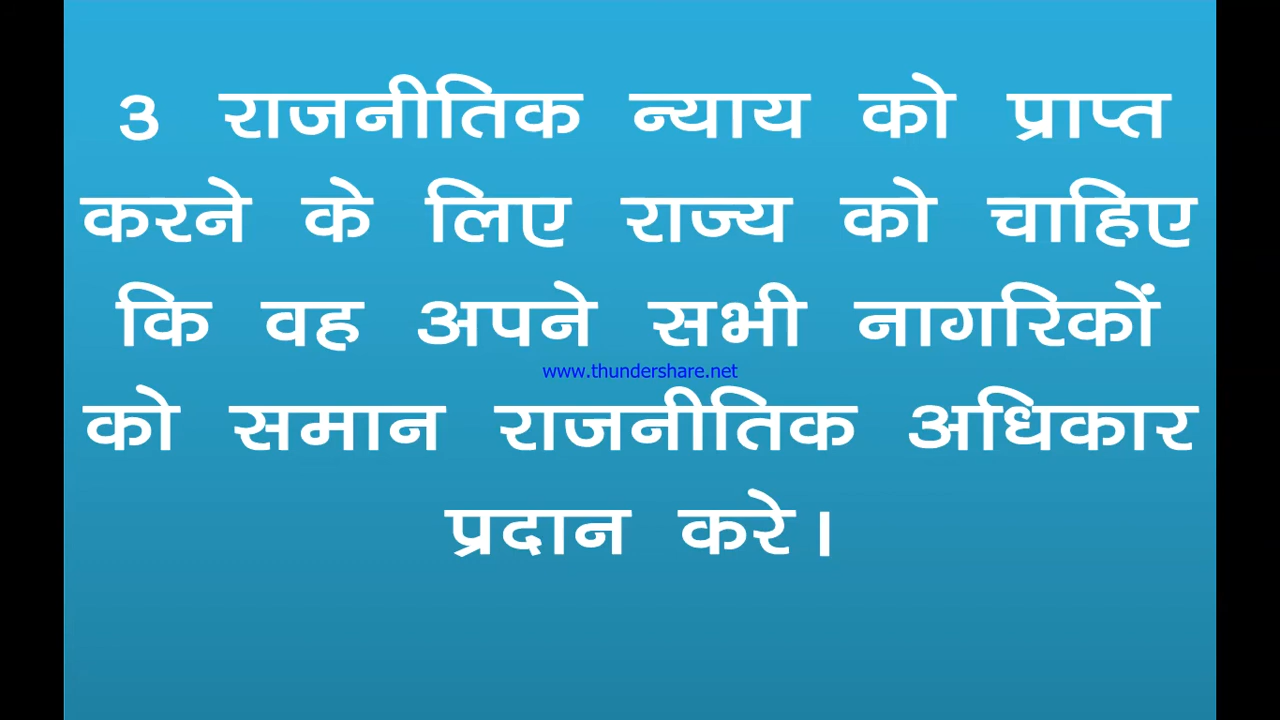 3 राजनीतिक न्याय को प्राप्त
करने के लिए राज्य को चाहिए
कि वह अपने सभी नागरिकों
www.thundershare.net
को समान राजनीतिक अधिकार
प्रदान करे।